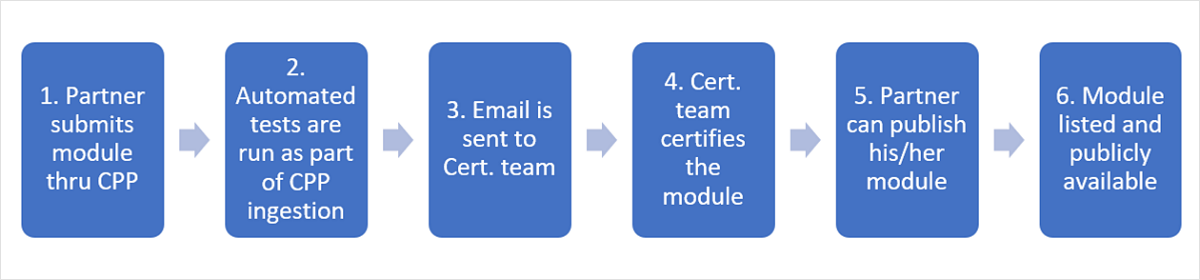 1. Partner
submits
module
thru CPP
2.
Automated
tests are
run as part
of CPP
ingestion
3. Email is
sent to
Cert. team
4. Cert.
team
certifies
the
module
5. Partner
can publish
his/her
module
6. Module
listed and
publicly
available